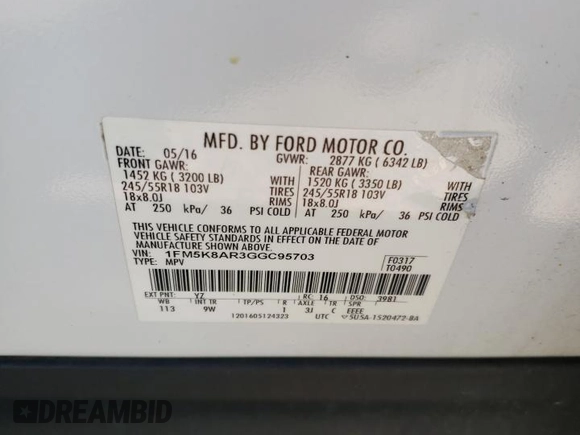 MFD. BY FORD MOTOR CO.
DATE: 05/16 GVWR: 2877 KG ( 6342 LB)
FRONT GAWR: REAR GAWR:
1452 KG ( 3200 LB) WITH 1520 KG ( 3350 LB) WITH
245/55R18 103V TIRES 245/55R18 103V TIRES
18x8.0J RIMS 18x8.0J RIMS
AT 250 kPa/ 36 PSI COLD AT 250 kPa/ 36 PSI COLD
THIS VEHICLE CONFORMS TO ALL APPLICABLE FEDERAL MOTOR
VEHICLE SAFETY STANDARDS IN EFFECT ON THE DATE OF
MANUFACTURE SHOWN ABOVE.
VIN: 1FM5K8AR3GGC95703 F0317
TYPE: MPV T0490
EXT PNT: YZ RC: 16 DSO: 3981
WB INT TR TP/PS R AXLE TR SPR
113 9W 1 3J C EEEE
1201605124323 UTC 5U5A-1520472-BA
DREAMBID